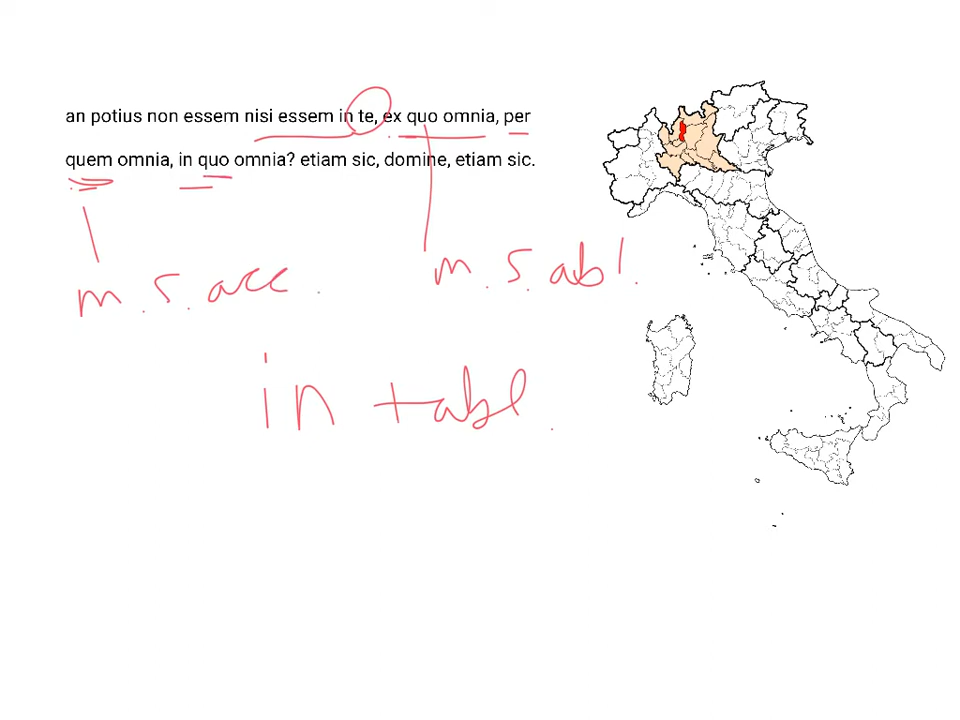 an potius non essem nisi essem in te, ex quo omnia, per
quem omnia, in quo omnia? etiam sic, domine, etiam sic.
m. s. acc.
m. s. abl.
in + abl.